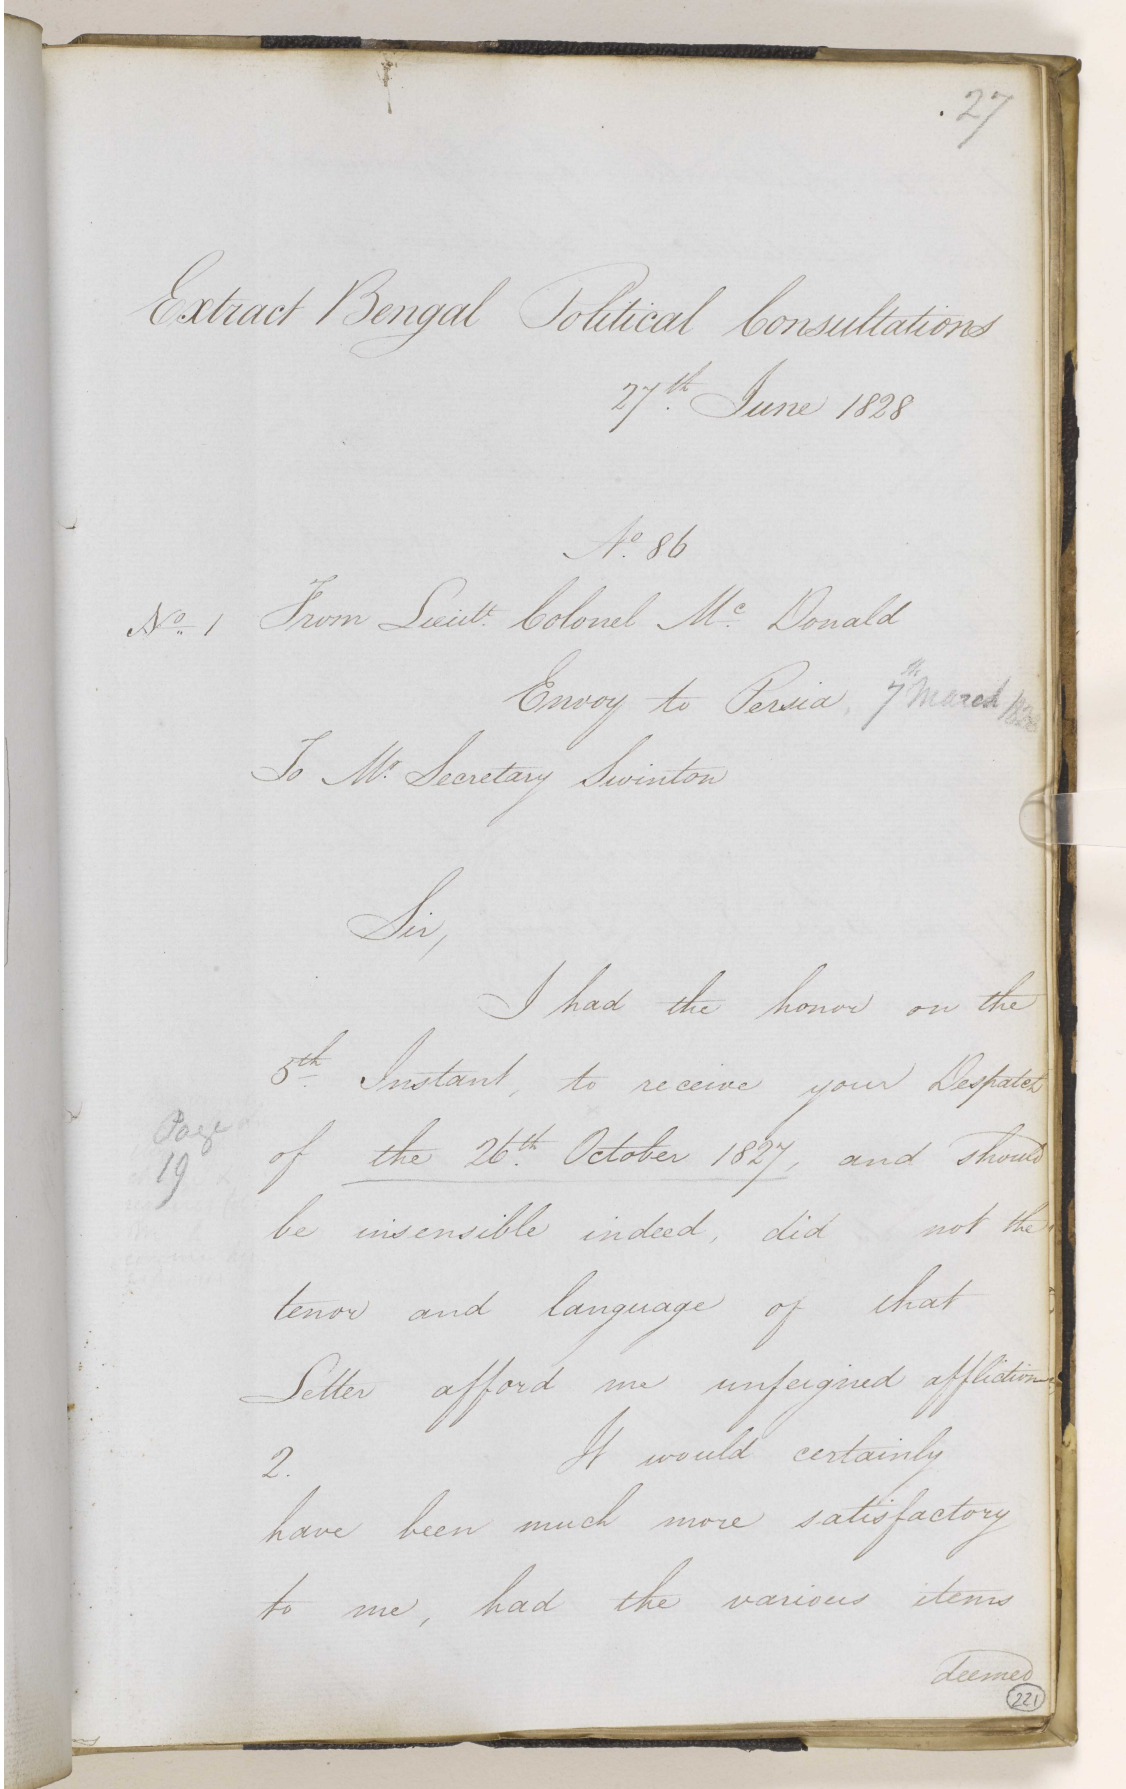 27
Extract Bengal Political Consultations
27th. June 1828
No. 86
No. 1 From Lieutt. Colonel Mc. Donald
Envoy to Persia, 7th March 1828
To Mr. Secretary Swinton
Sir,
I had the honor on the
5th. Instant, to receive your Despatch
Page
19
of the 26th. October 1827, and should
be insensible indeed, did not the
tenor and language of that
Letter afford me unfeigned affliction.
2. It would certainly
have been much more satisfactory
to me, had the various items
deemed
221